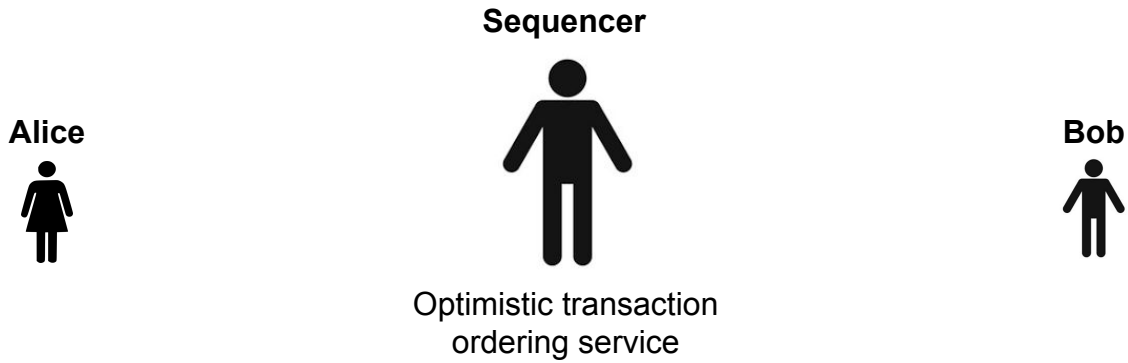 Sequencer
Alice
Bob
Optimistic transaction
ordering service